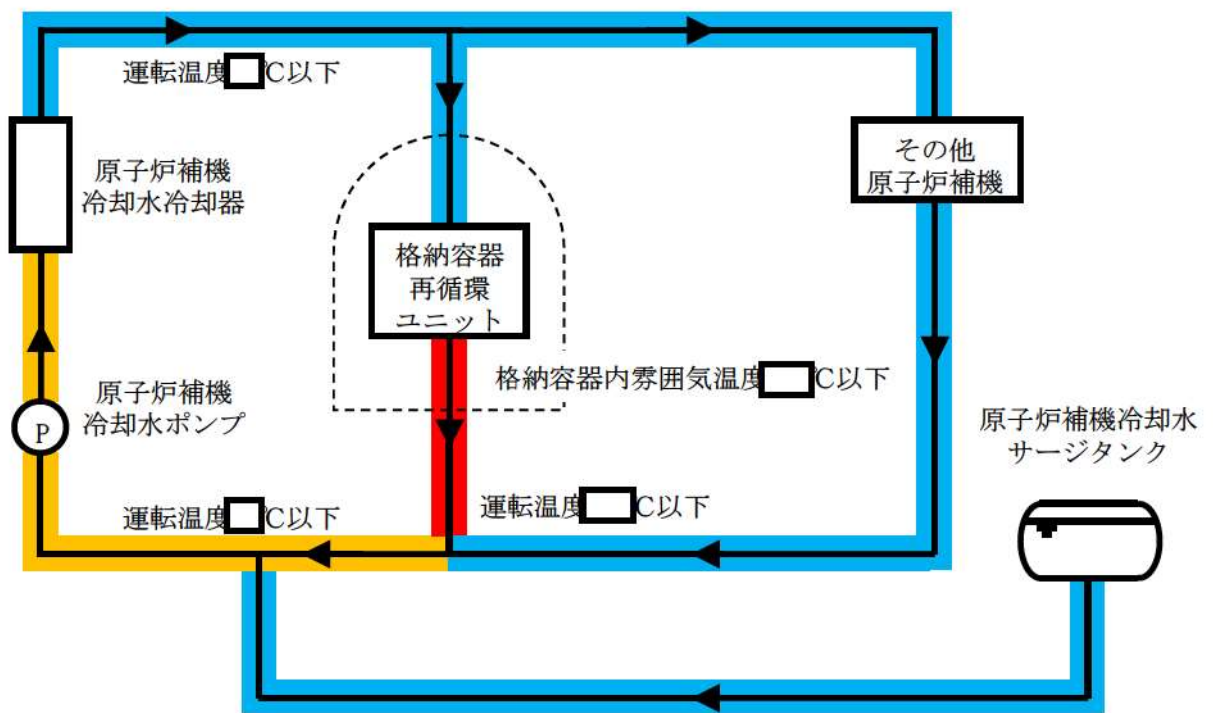 運転温度□℃以下
原子炉補機
冷却水冷却器
その他
原子炉補機
格納容器
再循環
ユニット
格納容器内雰囲気温度□℃以下
原子炉補機
冷却水ポンプ
P
原子炉補機冷却水
サージタンク
運転温度□℃以下
運転温度□℃以下